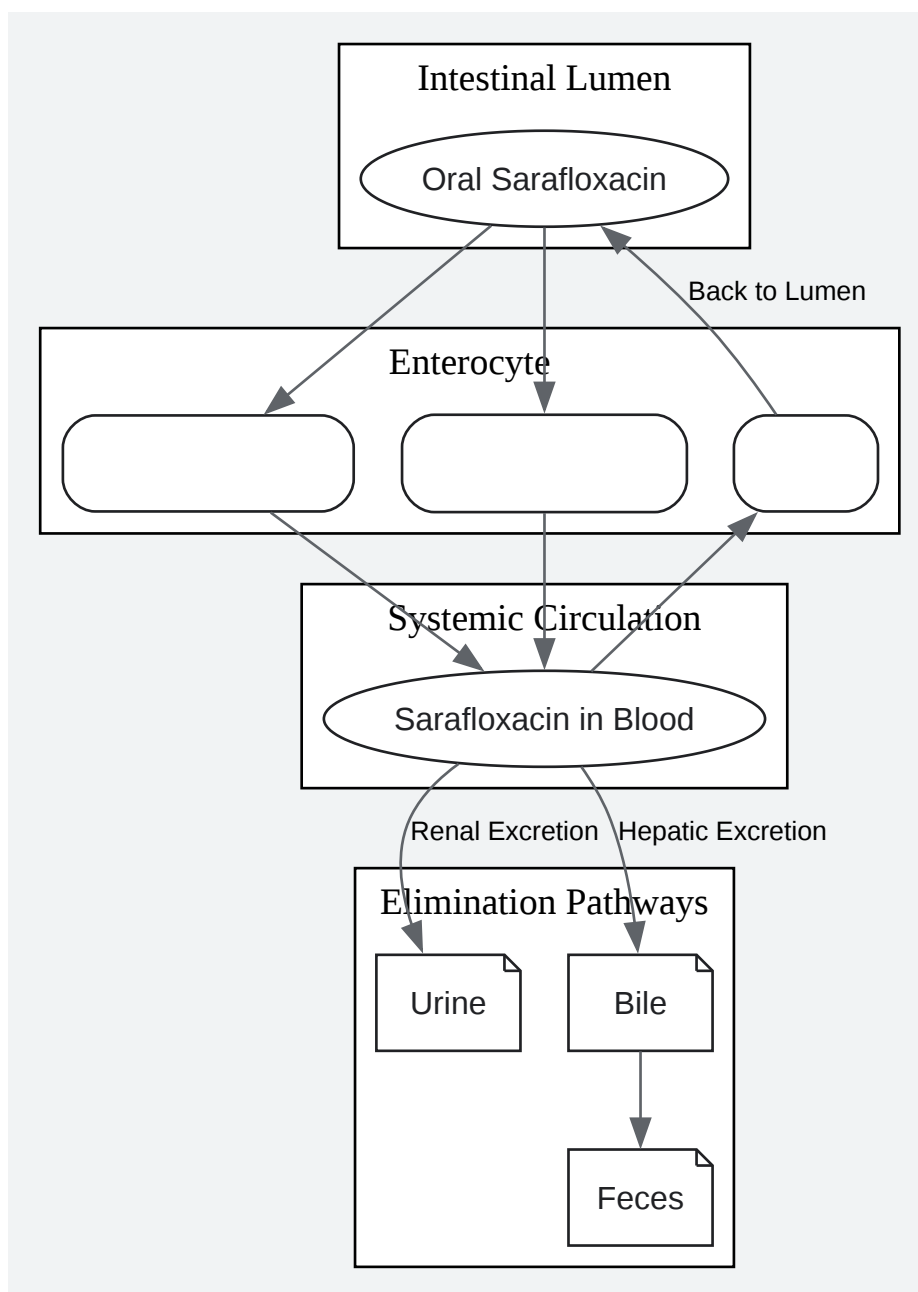 Intestinal Lumen
Oral Sarafloxacin
Back to Lumen
Enterocyte
Systemic Circulation
Sarafloxacin in Blood
Renal Excretion
Hepatic Excretion
Elimination Pathways
Urine
Bile
Feces